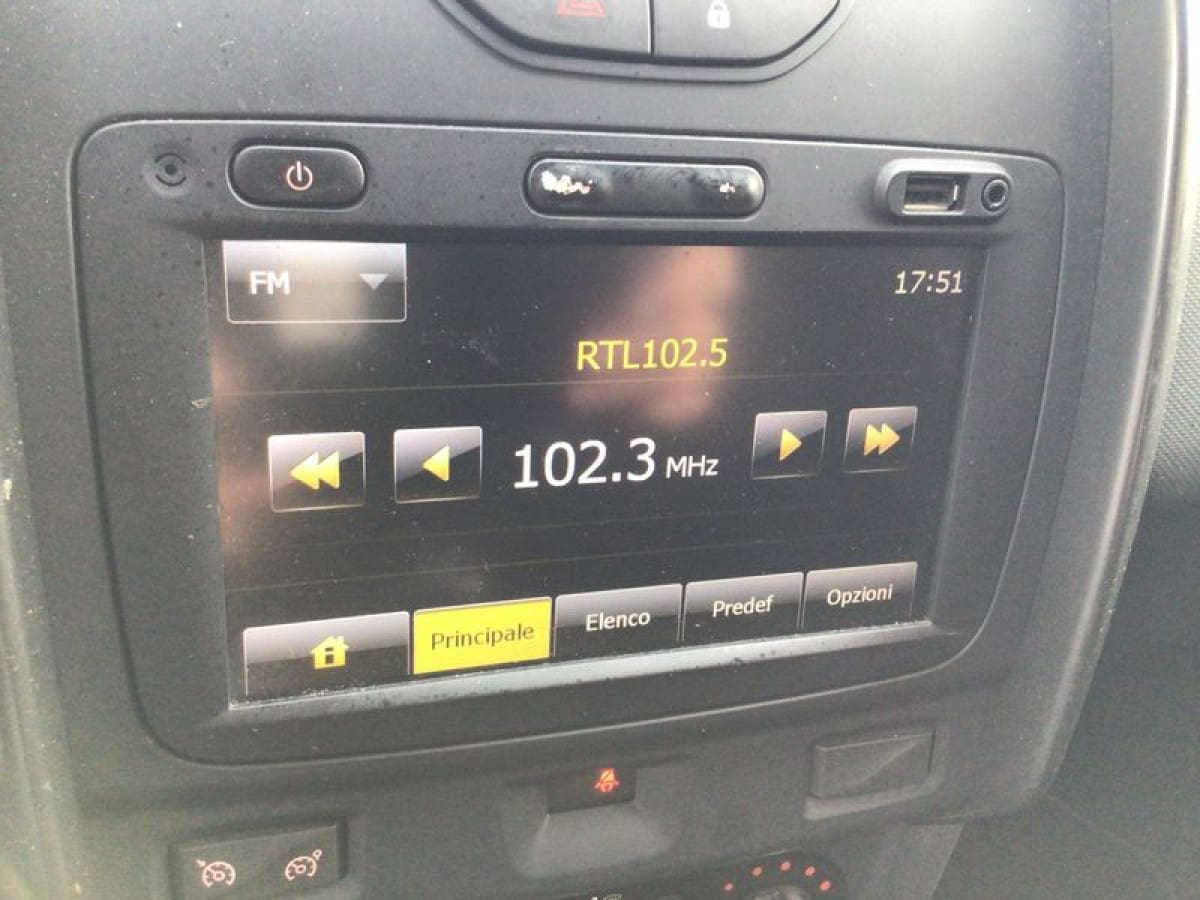 FM
17:51
RTL102.5
102.3 MHz
Principale
Elenco
Predef
Opzioni